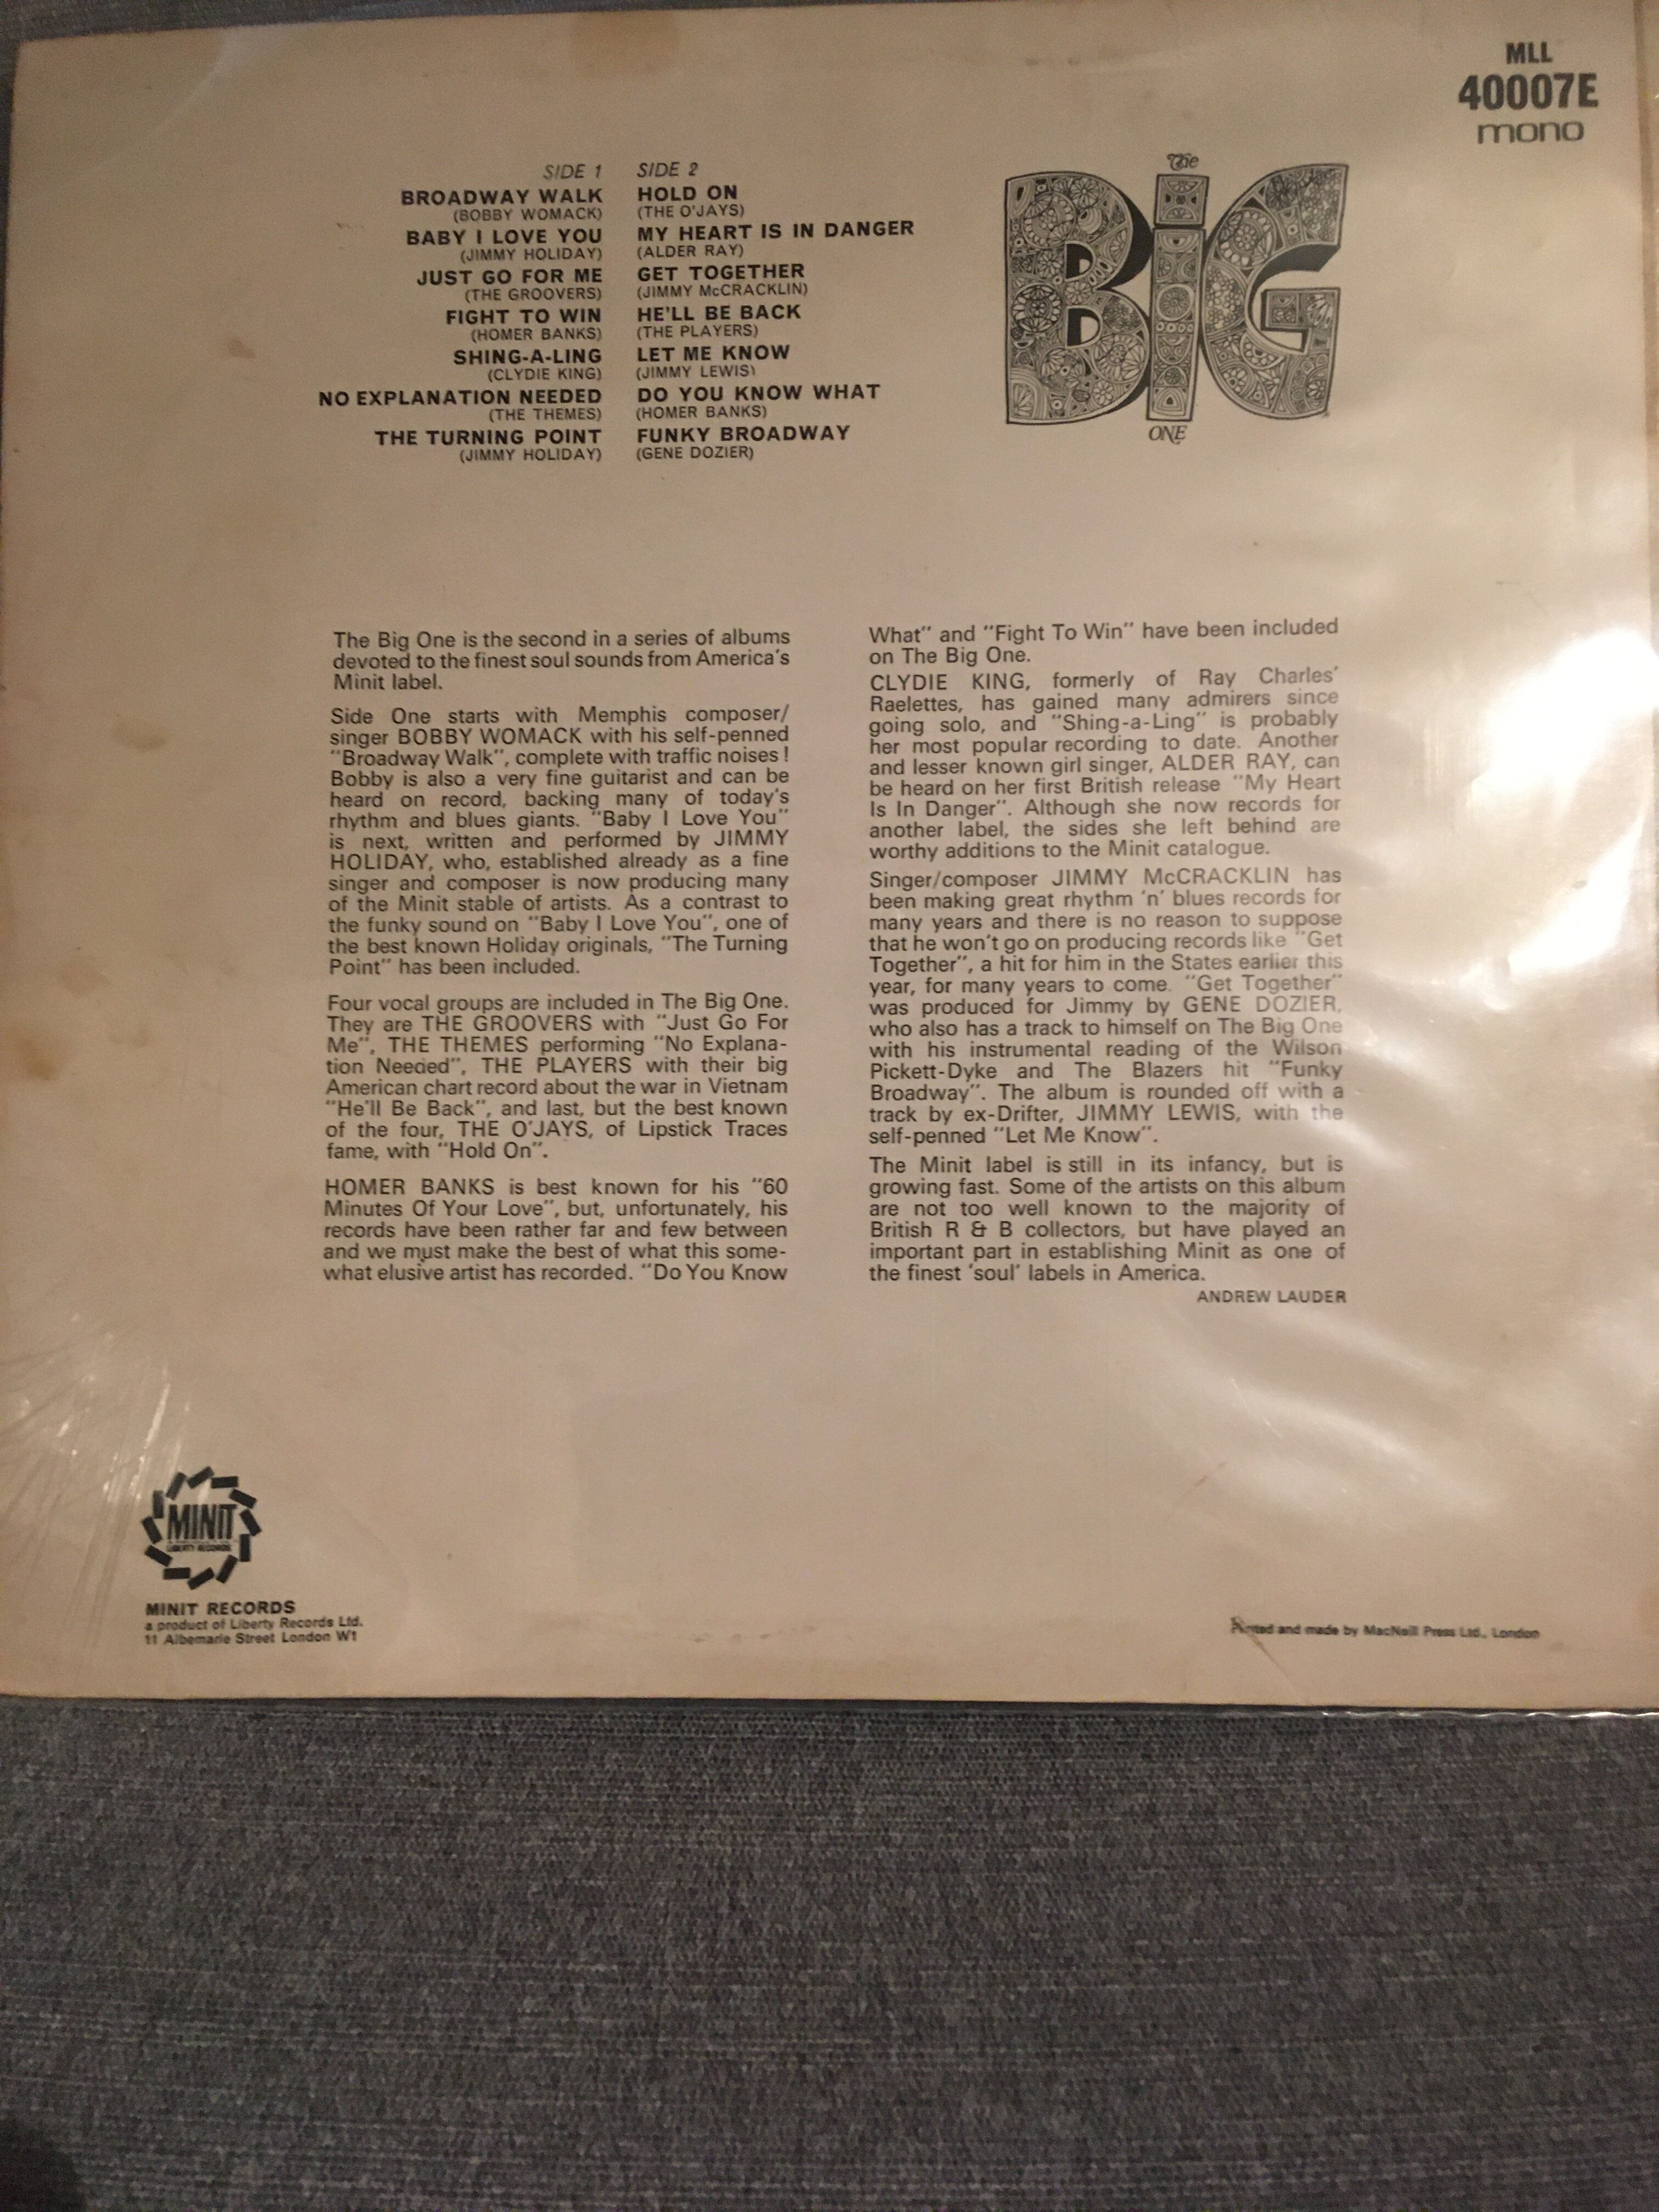 MLL
40007E
mono
SIDE 1
BROADWAY WALK
(BOBBY WOMACK)
BABY I LOVE YOU
(JIMMY HOLIDAY)
JUST GO FOR ME
(THE GROOVERS)
FIGHT TO WIN
(HOMER BANKS)
SHING-A-LING
(CLYDIE KING)
NO EXPLANATION NEEDED
(THE THEMES)
THE TURNING POINT
(JIMMY HOLIDAY)
SIDE 2
HOLD ON
(THE O'JAYS)
MY HEART IS IN DANGER
(ALDER RAY)
GET TOGETHER
(JIMMY McCRACKLIN)
HE'LL BE BACK
(THE PLAYERS)
LET ME KNOW
(JIMMY LEWIS)
DO YOU KNOW WHAT
(HOMER BANKS)
FUNKY BROADWAY
(GENE DOZIER)
The
BiG
ONE
The Big One is the second in a series of albums
devoted to the finest soul sounds from America's
Minit label.
Side One starts with Memphis composer/
singer BOBBY WOMACK with his self-penned
"Broadway Walk", complete with traffic noises!
Bobby is also a very fine guitarist and can be
heard on record, backing many of today's
rhythm and blues giants. "Baby I Love You"
is next, written and performed by JIMMY
HOLIDAY, who, established already as a fine
singer and composer is now producing many
of the Minit stable of artists. As a contrast to
the funky sound on "Baby I Love You", one of
the best known Holiday originals, "The Turning
Point" has been included.
Four vocal groups are included in The Big One.
They are THE GROOVERS with "Just Go For
Me", THE THEMES performing "No Explana-
tion Needed", THE PLAYERS with their big
American chart record about the war in Vietnam
"He'll Be Back", and last, but the best known
of the four, THE O'JAYS, of Lipstick Traces
fame, with "Hold On".
HOMER BANKS is best known for his "60
Minutes Of Your Love", but, unfortunately, his
records have been rather far and few between
and we must make the best of what this some-
what elusive artist has recorded. "Do You Know
What" and "Fight To Win" have been included
on The Big One.
CLYDIE KING, formerly of Ray Charles'
Raelettes, has gained many admirers since
going solo, and "Shing-a-Ling" is probably
her most popular recording to date. Another
and lesser known girl singer, ALDER RAY, can
be heard on her first British release "My Heart
Is In Danger". Although she now records for
another label, the sides she left behind are
worthy additions to the Minit catalogue.
Singer/composer JIMMY McCRACKLIN has
been making great rhythm 'n' blues records for
many years and there is no reason to suppose
that he won't go on producing records like "Get
Together", a hit for him in the States earlier this
year, for many years to come. "Get Together"
was produced for Jimmy by GENE DOZIER,
who also has a track to himself on The Big One
with his instrumental reading of the Wilson
Pickett-Dyke and The Blazers hit "Funky
Broadway". The album is rounded off with a
track by ex-Drifter, JIMMY LEWIS, with the
self-penned "Let Me Know".
The Minit label is still in its infancy, but is
growing fast. Some of the artists on this album
are not too well known to the majority of
British R & B collectors, but have played an
important part in establishing Minit as one of
the finest 'soul' labels in America.
ANDREW LAUDER
MINIT
LIBERTY RECORDS
MINIT RECORDS
a product of Liberty Records Ltd.
11 Albemarle Street London W1
Printed and made by MacNeill Press Ltd., London